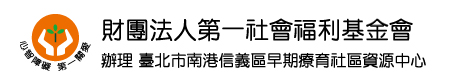 財團法人第一社會福利基金會
辦理 臺北市南港信義區早期療育社區資源中心
心智障礙 第一關愛